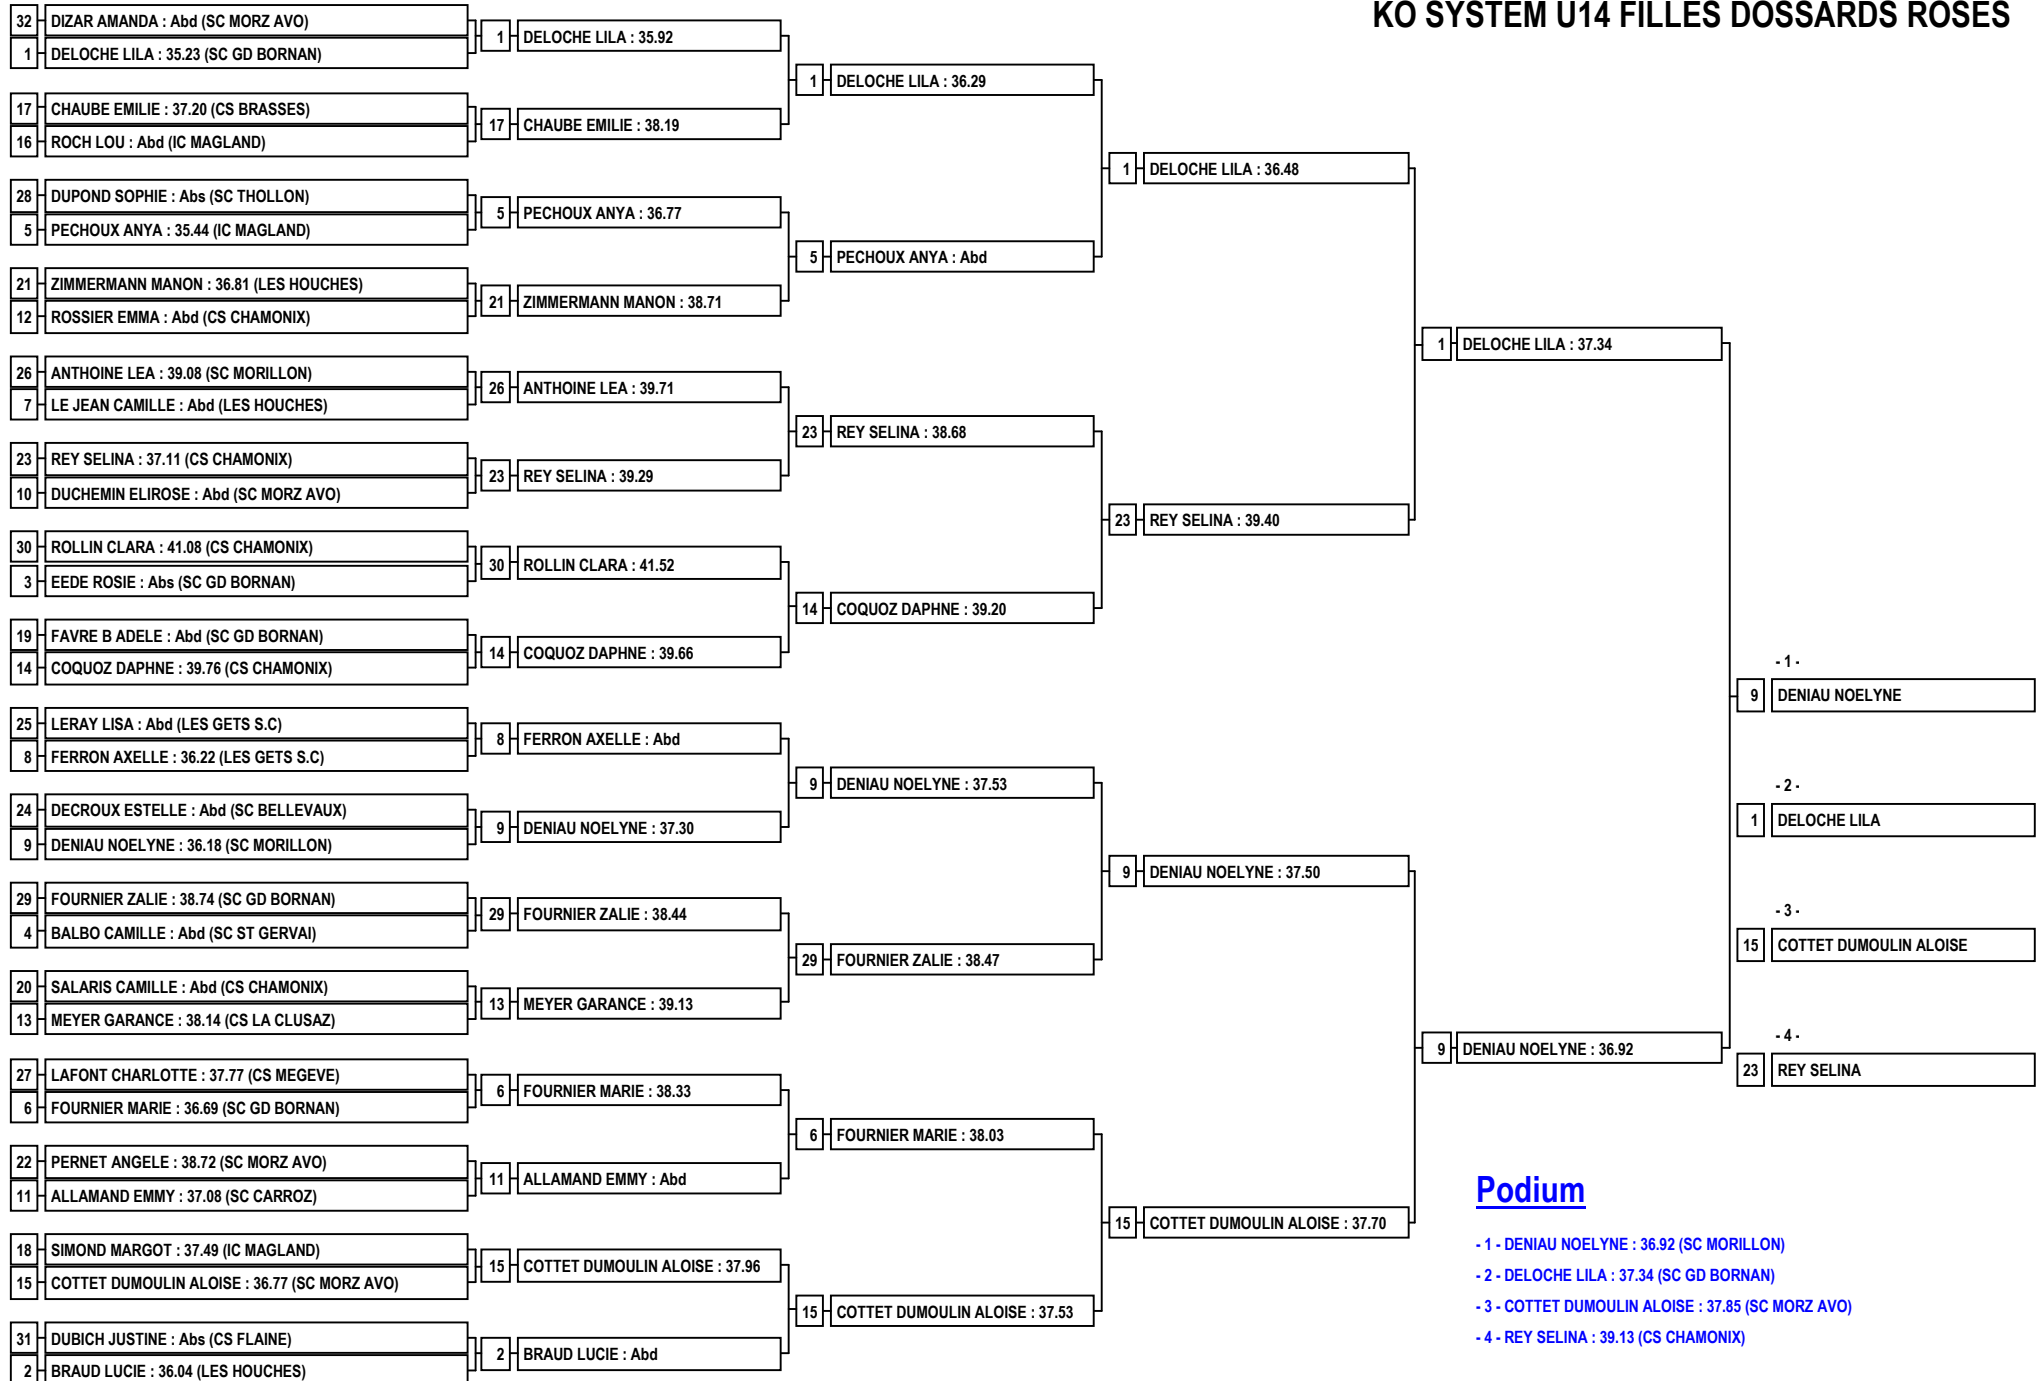 KO SYSTEM U14 FILLES DOSSARDS ROSES
32 DIZAR AMANDA : Abd (SC MORZ AVO)
1 DELOCHE LILA : 35.23 (SC GD BORNAN)
17 CHAUBE EMILIE : 37.20 (CS BRASSES)
16 ROCH LOU : Abd (IC MAGLAND)
28 DUPOND SOPHIE : Abs (SC THOLLON)
5 PECHOUX ANYA : 35.44 (IC MAGLAND)
21 ZIMMERMANN MANON : 36.81 (LES HOUCHES)
12 ROSSIER EMMA : Abd (CS CHAMONIX)
26 ANTHOINE LEA : 39.08 (SC MORILLON)
7 LE JEAN CAMILLE : Abd (LES HOUCHES)
23 REY SELINA : 37.11 (CS CHAMONIX)
10 DUCHEMIN ELIROSE : Abd (SC MORZ AVO)
30 ROLLIN CLARA : 41.08 (CS CHAMONIX)
3 EEDE ROSIE : Abs (SC GD BORNAN)
19 FAVRE B ADELE : Abd (SC GD BORNAN)
14 COQUOZ DAPHNE : 39.76 (CS CHAMONIX)
25 LERAY LISA : Abd (LES GETS S.C)
8 FERRON AXELLE : 36.22 (LES GETS S.C)
24 DECROUX ESTELLE : Abd (SC BELLEVAUX)
9 DENIAU NOELYNE : 36.18 (SC MORILLON)
29 FOURNIER ZALIE : 38.74 (SC GD BORNAN)
4 BALBO CAMILLE : Abd (SC ST GERVAI)
20 SALARIS CAMILLE : Abd (CS CHAMONIX)
13 MEYER GARANCE : 38.14 (CS LA CLUSAZ)
27 LAFONT CHARLOTTE : 37.77 (CS MEGEVE)
6 FOURNIER MARIE : 36.69 (SC GD BORNAN)
22 PERNET ANGELE : 38.72 (SC MORZ AVO)
11 ALLAMAND EMMY : 37.08 (SC CARROZ)
18 SIMOND MARGOT : 37.49 (IC MAGLAND)
15 COTTET DUMOULIN ALOISE : 36.77 (SC MORZ AVO)
31 DUBICH JUSTINE : Abs (CS FLAINE)
2 BRAUD LUCIE : 36.04 (LES HOUCHES)
1 DELOCHE LILA : 35.92
17 CHAUBE EMILIE : 38.19
5 PECHOUX ANYA : 36.77
21 ZIMMERMANN MANON : 38.71
26 ANTHOINE LEA : 39.71
23 REY SELINA : 39.29
30 ROLLIN CLARA : 41.52
14 COQUOZ DAPHNE : 39.66
8 FERRON AXELLE : Abd
9 DENIAU NOELYNE : 37.30
29 FOURNIER ZALIE : 38.44
13 MEYER GARANCE : 39.13
6 FOURNIER MARIE : 38.33
11 ALLAMAND EMMY : Abd
15 COTTET DUMOULIN ALOISE : 37.96
2 BRAUD LUCIE : Abd
1 DELOCHE LILA : 36.29
5 PECHOUX ANYA : Abd
23 REY SELINA : 38.68
14 COQUOZ DAPHNE : 39.20
9 DENIAU NOELYNE : 37.53
29 FOURNIER ZALIE : 38.47
6 FOURNIER MARIE : 38.03
15 COTTET DUMOULIN ALOISE : 37.53
1 DELOCHE LILA : 36.48
23 REY SELINA : 39.40
9 DENIAU NOELYNE : 37.50
15 COTTET DUMOULIN ALOISE : 37.70
1 DELOCHE LILA : 37.34
9 DENIAU NOELYNE : 36.92
- 1 -
9 DENIAU NOELYNE
- 2 -
1 DELOCHE LILA
- 3 -
15 COTTET DUMOULIN ALOISE
- 4 -
23 REY SELINA
Podium
- 1 - DENIAU NOELYNE : 36.92 (SC MORILLON)
- 2 - DELOCHE LILA : 37.34 (SC GD BORNAN)
- 3 - COTTET DUMOULIN ALOISE : 37.85 (SC MORZ AVO)
- 4 - REY SELINA : 39.13 (CS CHAMONIX)